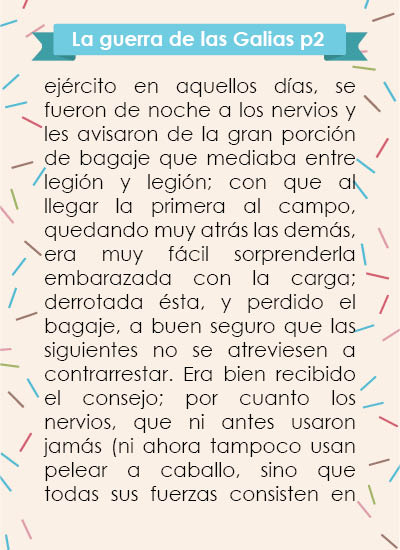 La guerra de las Galias p2
ejército en aquellos días, se
fueron de noche a los nervios y
les avisaron de la gran porción
de bagaje que mediaba entre
legión y legión; con que al
llegar la primera al campo,
quedando muy atrás las demás,
era muy fácil sorprenderla
embarazada con la carga;
derrotada ésta, y perdido el
bagaje, a buen seguro que las
siguientes no se atreviesen a
contrarrestar. Era bien recibido
el consejo; por cuanto los
nervios, que ni antes usaron
jamás (ni ahora tampoco usan
pelear a caballo, sino que
todas sus fuerzas consisten en